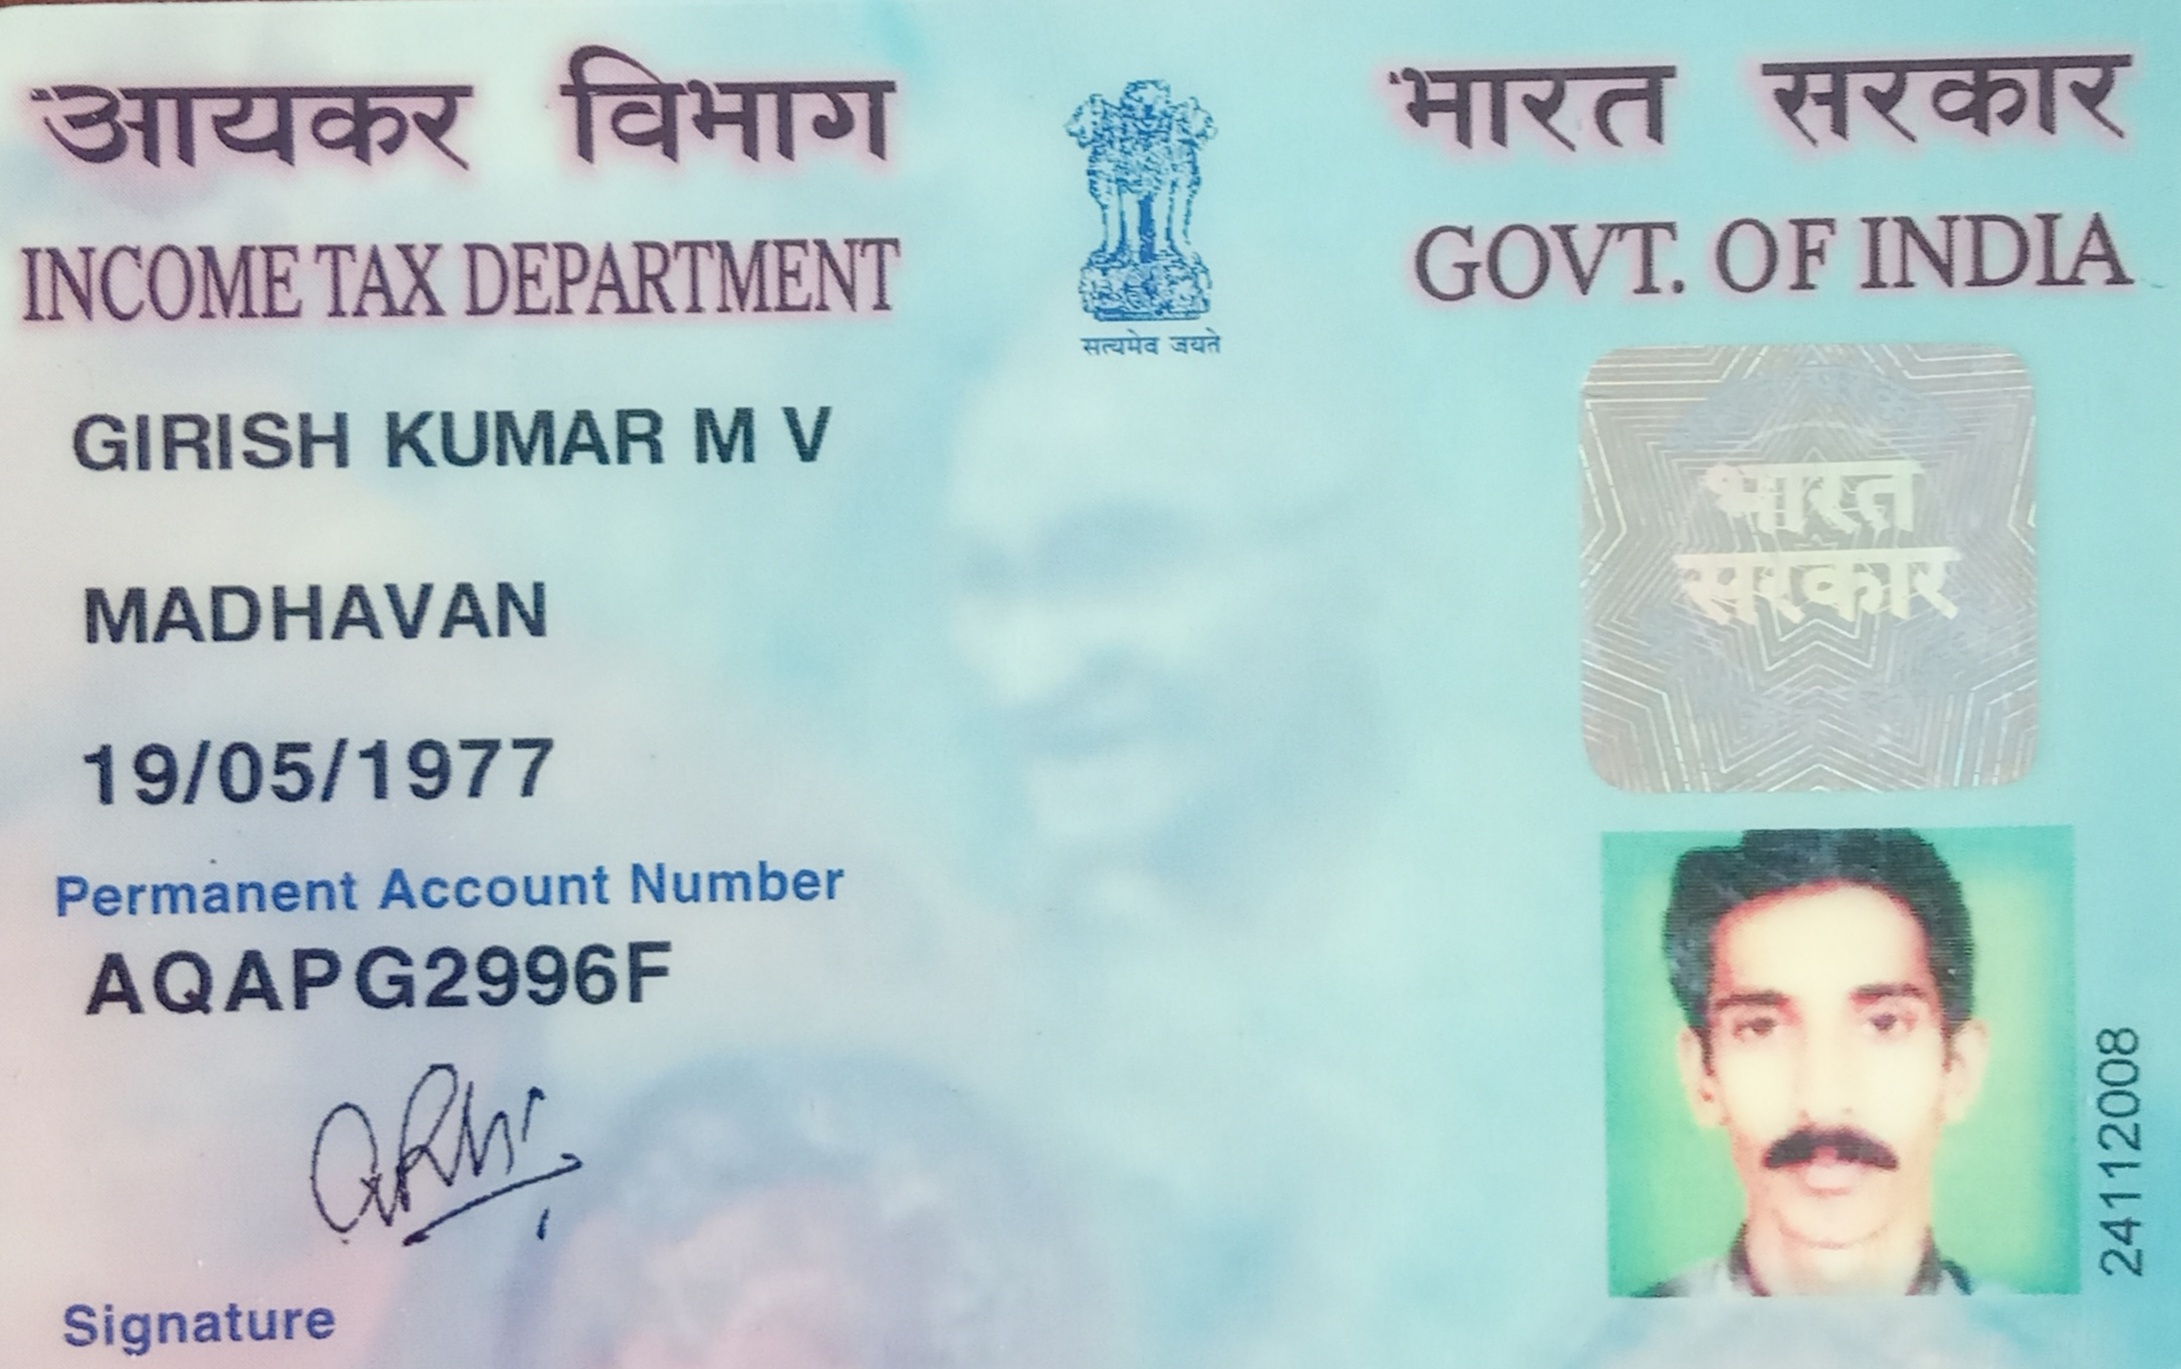 आयकर विभाग
INCOME TAX DEPARTMENT
सत्यमेव जयते
भारत सरकार
GOVT. OF INDIA
GIRISH KUMAR M V
MADHAVAN
19/05/1977
Permanent Account Number
AQAPG2996F
Signature
भारत
सरकार
24112008